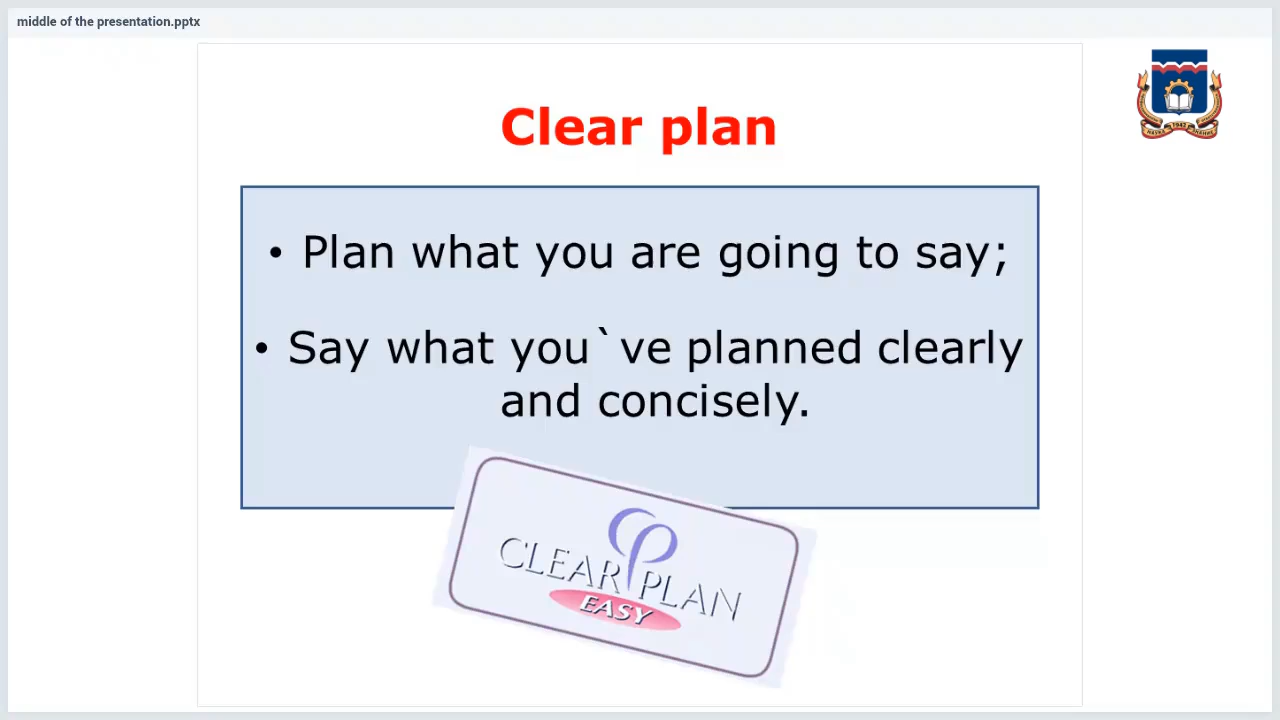 middle of the presentation.pptx
Clear plan
• Plan what you are going to say;
• Say what you`ve planned clearly
and concisely.
CLEAR PLAN
EASY
1942